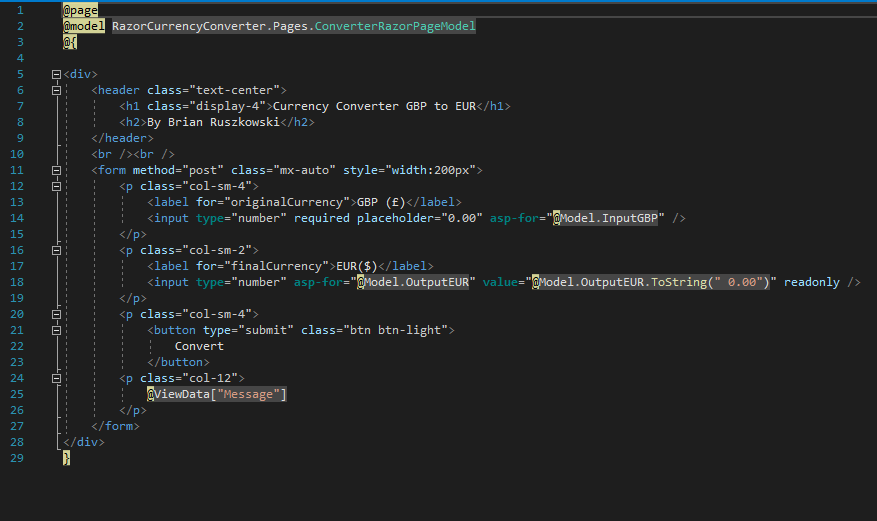 1 @page
2 @model RazorCurrencyConverter.Pages.ConverterRazorPageModel
3 @{
4
5 <div>
6 <header class="text-center">
7 <h1 class="display-4">Currency Converter GBP to EUR</h1>
8 <h2>By Brian Ruszkowski</h2>
9 </header>
10 <br /><br />
11 <form method="post" class="mx-auto" style="width:200px">
12 <p class="col-sm-4">
13 <label for="originalCurrency">GBP (£)</label>
14 <input type="number" required placeholder="0.00" asp-for="@Model.InputGBP" />
15 </p>
16 <p class="col-sm-2">
17 <label for="finalCurrency">EUR($)</label>
18 <input type="number" asp-for="@Model.OutputEUR" value="@Model.OutputEUR.ToString(" 0.00")" readonly />
19 </p>
20 <p class="col-sm-4">
21 <button type="submit" class="btn btn-light">
22 Convert
23 </button>
24 <p class="col-12">
25 @ViewData["Message"]
26 </p>
27 </form>
28 </div>
29 }